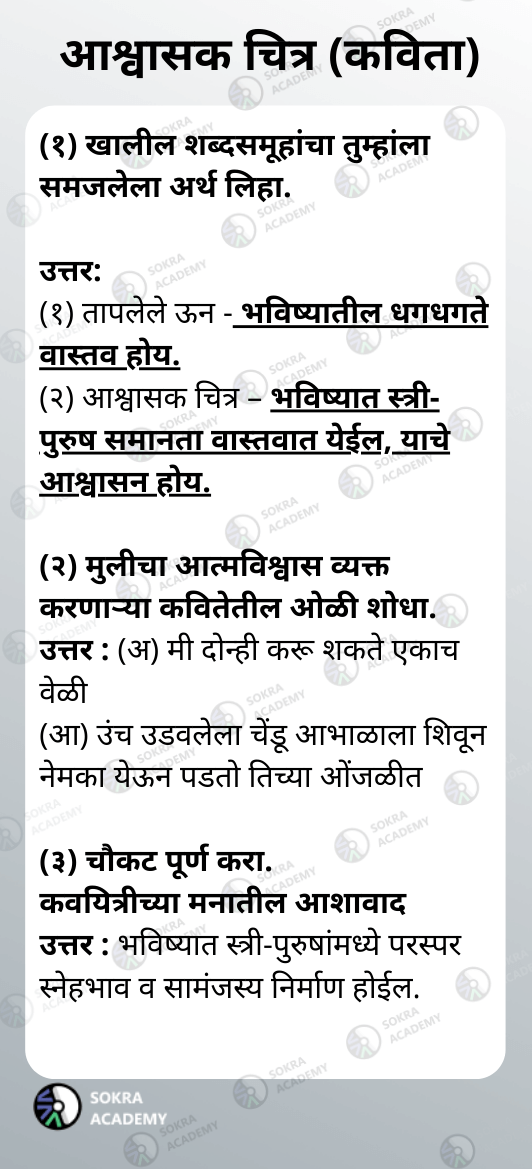 आश्वासक चित्र (कविता)
(१) खालील शब्दसमूहांचा तुम्हांला
समजलेला अर्थ लिहा.
उत्तर:
(१) तापलेले ऊन - भविष्यातील धगधगते
वास्तव होय.
(२) आश्वासक चित्र – भविष्यात स्त्री-
पुरुष समानता वास्तवात येईल, याचे
आश्वासन होय.
(२) मुलीचा आत्मविश्वास व्यक्त
करणाऱ्या कवितेतील ओळी शोधा.
उत्तर : (अ) मी दोन्ही करू शकते एकाच
वेळी
(आ) उंच उडवलेला चेंडू आभाळाला शिवून
नेमका येऊन पडतो तिच्या ओंजळीत
(३) चौकट पूर्ण करा.
कवयित्रीच्या मनातील आशावाद
उत्तर : भविष्यात स्त्री-पुरुषांमध्ये परस्पर
स्नेहभाव व सामंजस्य निर्माण होईल.
SOKRA
ACADEMY